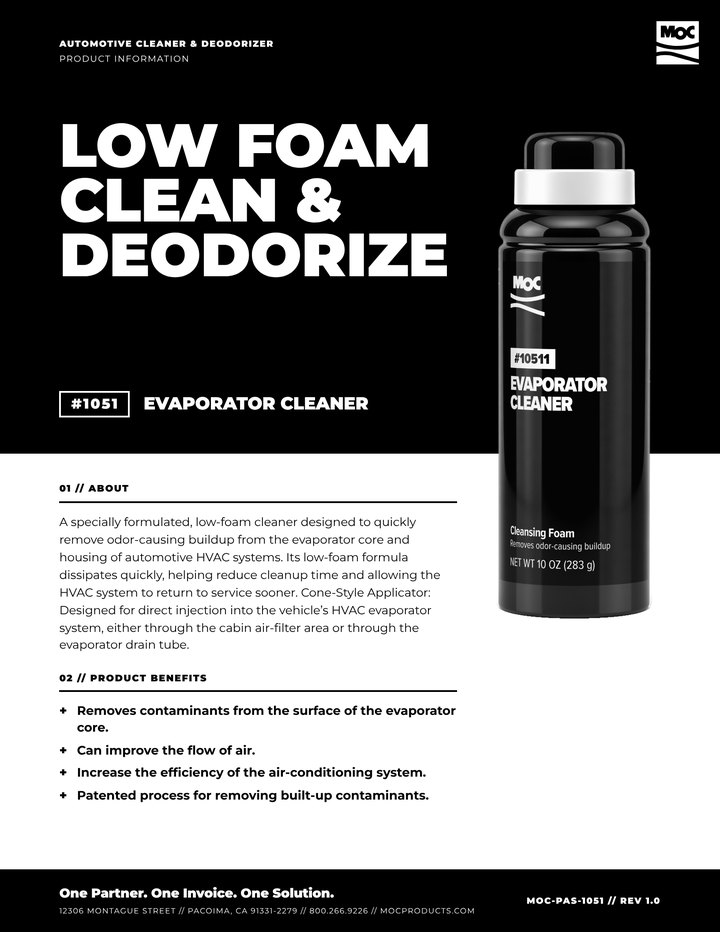 AUTOMOTIVE CLEANER & DEODORIZER
PRODUCT INFORMATION
MOC
LOW FOAM
CLEAN &
DEODORIZE
#1051 EVAPORATOR CLEANER
MOC
#10511
EVAPORATOR
CLEANER
Cleansing Foam
Removes odor-causing buildup
NET WT 10 OZ (283 g)
01 // ABOUT
A specially formulated, low-foam cleaner designed to quickly
remove odor-causing buildup from the evaporator core and
housing of automotive HVAC systems. Its low-foam formula
dissipates quickly, helping reduce cleanup time and allowing the
HVAC system to return to service sooner. Cone-Style Applicator:
Designed for direct injection into the vehicle's HVAC evaporator
system, either through the cabin air-filter area or through the
evaporator drain tube.
02 // PRODUCT BENEFITS
+ Removes contaminants from the surface of the evaporator
core.
+ Can improve the flow of air.
+ Increase the efficiency of the air-conditioning system.
+ Patented process for removing built-up contaminants.
One Partner. One Invoice. One Solution.
12306 MONTAGUE STREET // PACOIMA, CA 91331-2279 // 800.266.9226 // MOCPRODUCTS.COM
MOC-PAS-1051 // REV 1.0